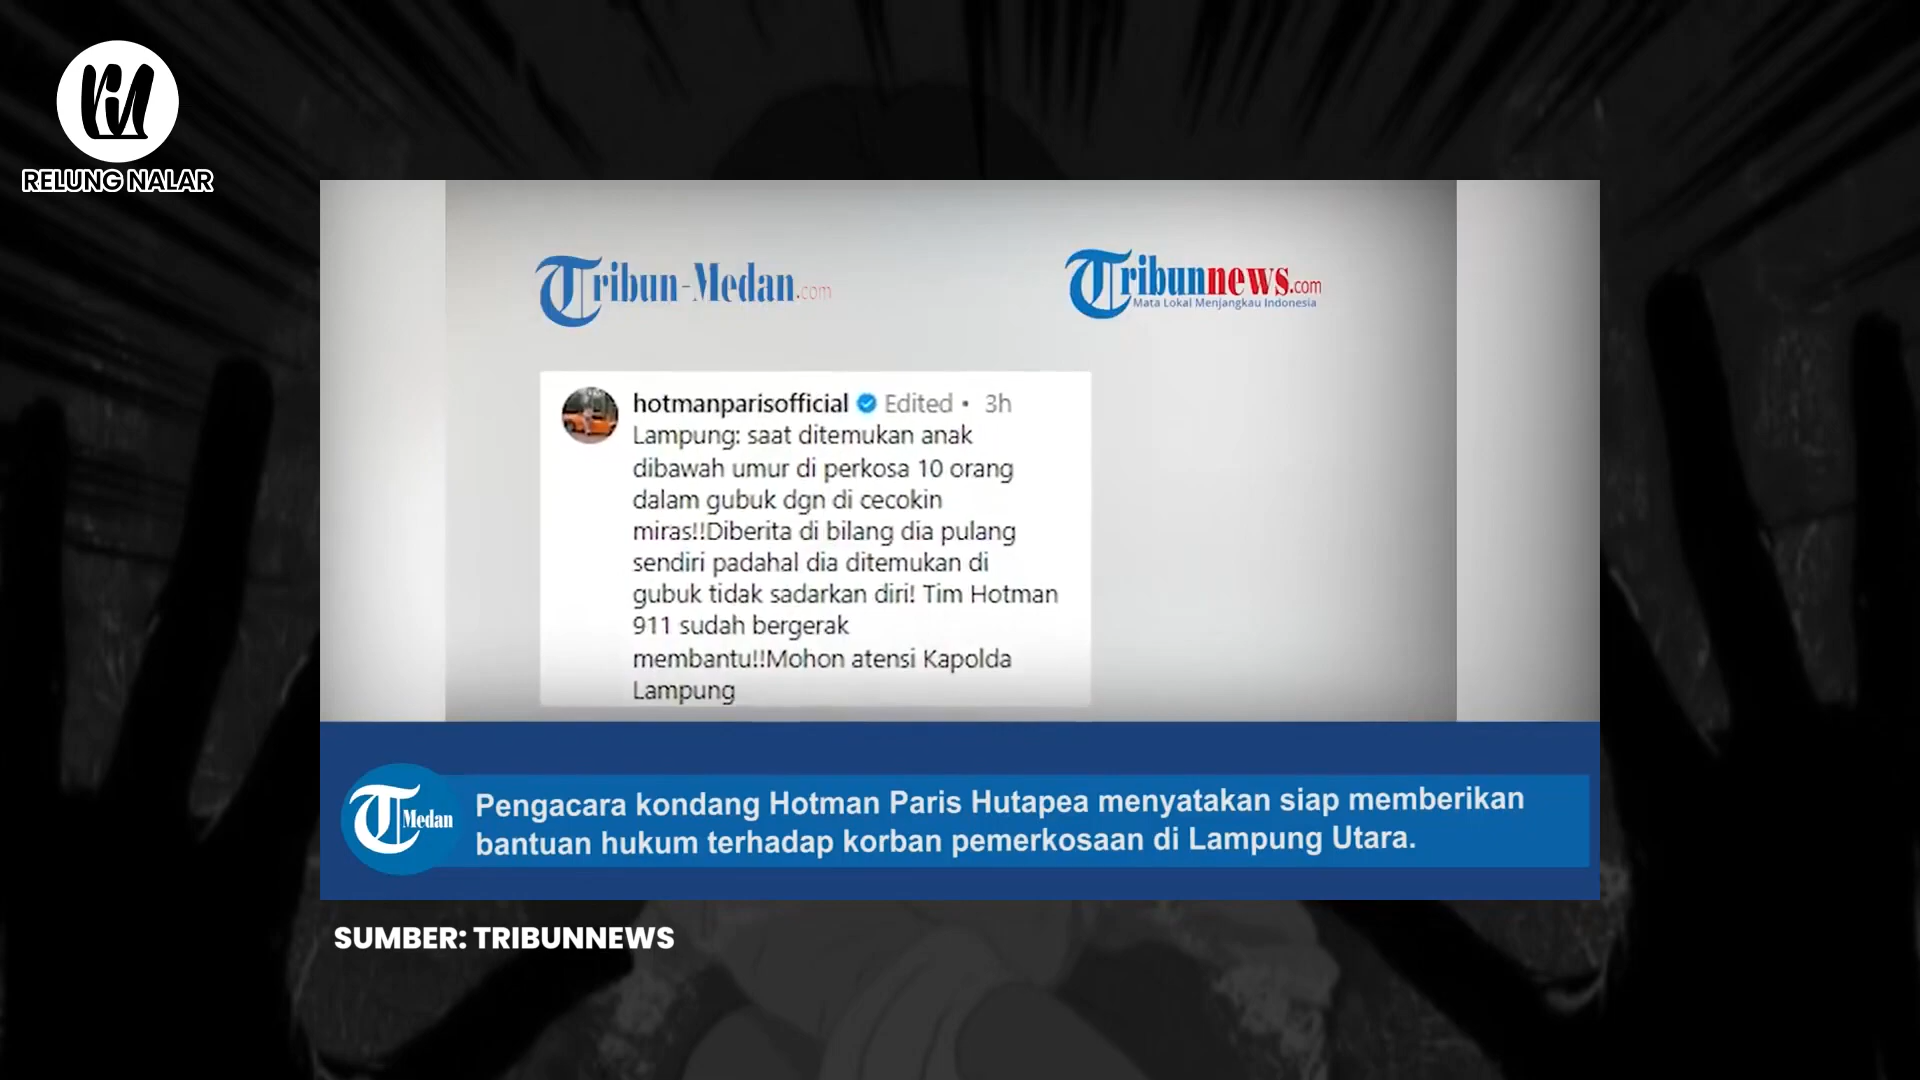 RELUNG NALAR
Tribun-Medan.com
Tribunnews.com
Mata Lokal Menjangkau Indonesia
hotmanparisofficial Edited • 3h
Lampung: saat ditemukan anak
dibawah umur di perkosa 10 orang
dalam gubuk dgn di cecokin
miras!!Diberita di bilang dia pulang
sendiri padahal dia ditemukan di
gubuk tidak sadarkan diri! Tim Hotman
911 sudah bergerak
membantu!!Mohon atensi Kapolda
Lampung
T Medan
Pengacara kondang Hotman Paris Hutapea menyatakan siap memberikan
bantuan hukum terhadap korban pemerkosaan di Lampung Utara.
SUMBER: TRIBUNNEWS